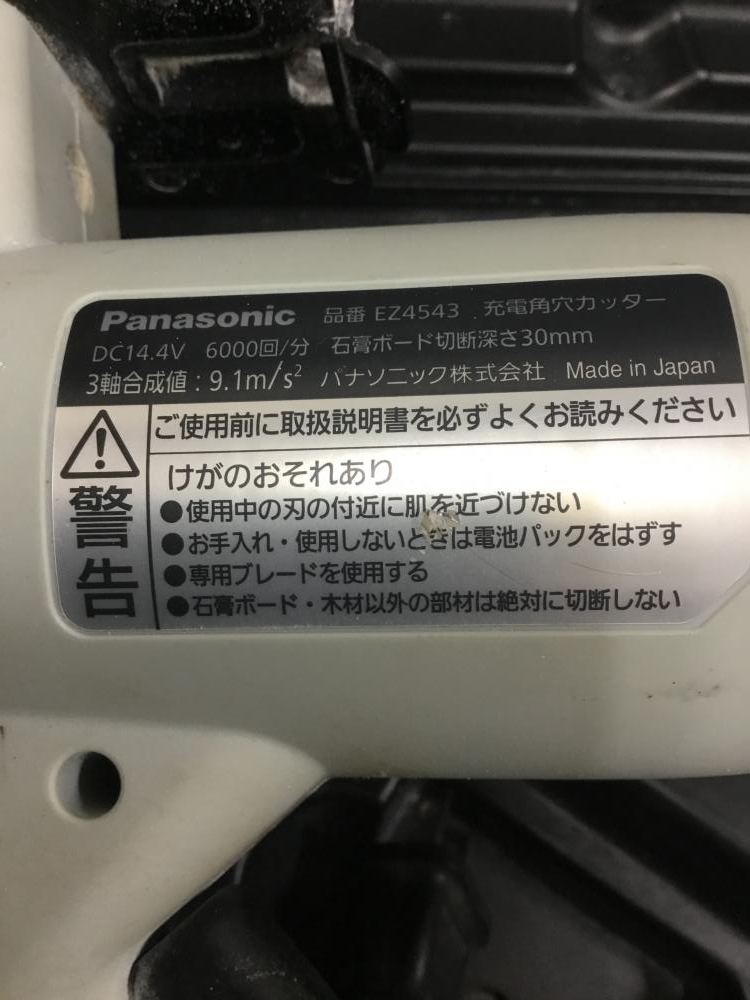 Panasonic 品番 EZ4543 充電角穴カッター
DC14.4V 6000回/分 石膏ボード切断深さ30mm
3軸合成値:9.1m/s² パナソニック株式会社 Made in Japan
ご使用前に取扱説明書を必ずよくお読みください
警告
けがのおそれあり
●使用中の刃の付近に肌を近づけない
●お手入れ・使用しないときは電池パックをはずす
●専用ブレードを使用する
●石膏ボード・木材以外の部材は絶対に切断しない